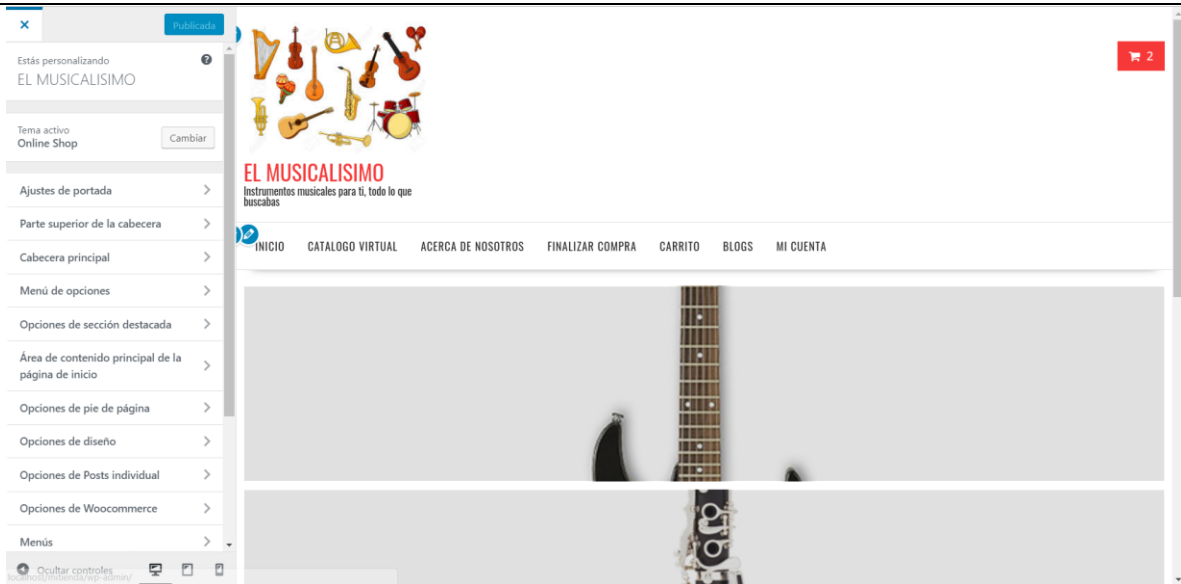 Publicada
Estás personalizando
EL MUSICALISIMO
Tema activo
Online Shop
Cambiar
Ajustes de portada
Parte superior de la cabecera
Cabecera principal
Menú de opciones
Opciones de sección destacada
Área de contenido principal de la
página de inicio
Opciones de pie de página
Opciones de diseño
Opciones de Posts individual
Opciones de Woocommerce
Menús
Ocultar controles
localhost/mitienda/wp-admin/
2
EL MUSICALISIMO
Instrumentos musicales para ti, todo lo que
buscabas
INICIO CATALOGO VIRTUAL ACERCA DE NOSOTROS FINALIZAR COMPRA CARRITO BLOGS MI CUENTA